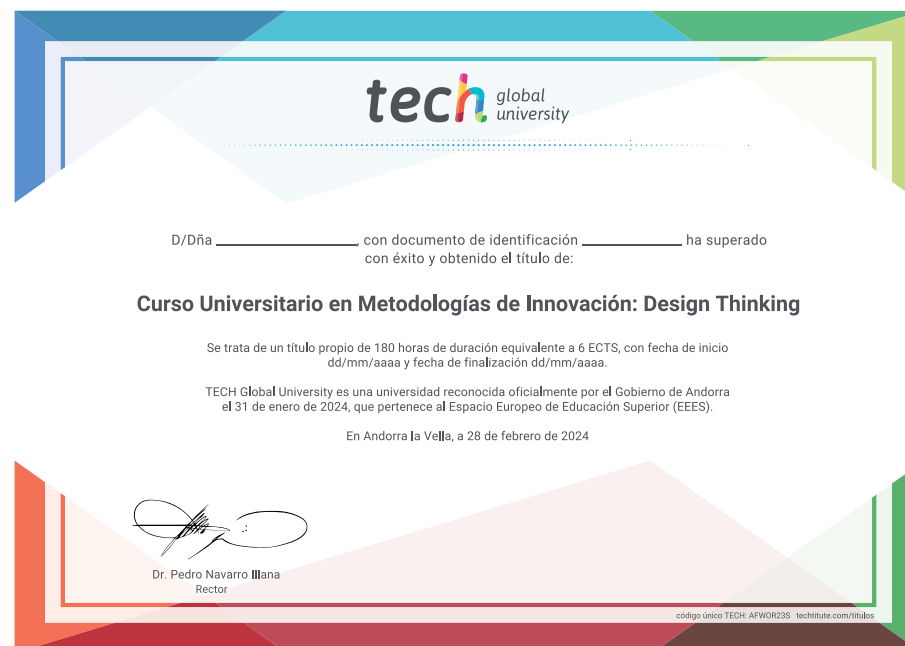 tech global
university
D/Dña ____________, con documento de identificación ____________ ha superado
con éxito y obtenido el título de:
Curso Universitario en Metodologías de Innovación: Design Thinking
Se trata de un título propio de 180 horas de duración equivalente a 6 ECTS, con fecha de inicio
dd/mm/aaaa y fecha de finalización dd/mm/aaaa.
TECH Global University es una universidad reconocida oficialmente por el Gobierno de Andorra
el 31 de enero de 2024, que pertenece al Espacio Europeo de Educación Superior (EEES).
En Andorra la Vella, a 28 de febrero de 2024
Dr. Pedro Navarro Illana
Rector
código único TECH: AFWOR23S techtitute.com/titulos